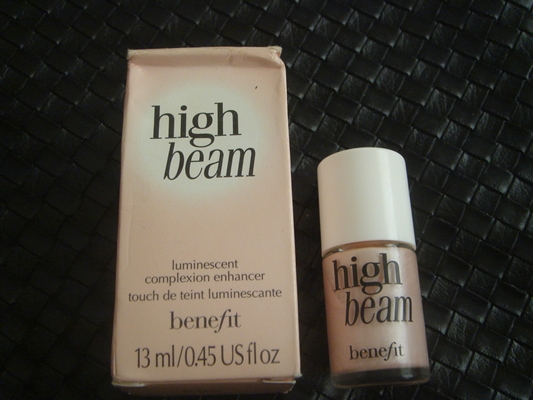 high
beam
luminescent
complexion enhancer
touch de teint luminescante
benefit
13 ml/0.45 US fl oz
high
beam
benefit